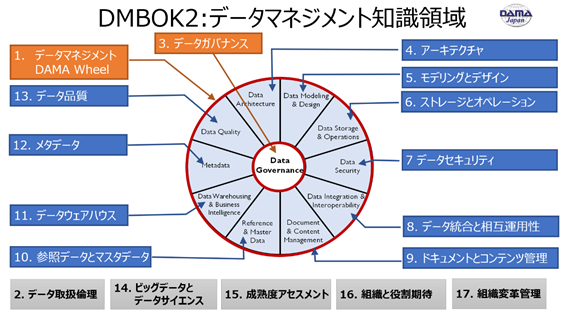 DMBOK2:データマネジメント知識領域
DAMA
Japan
3. データガバナンス
1. データマネジメント
DAMA Wheel
13. データ品質
12. メタデータ
11. データウェアハウス
10. 参照データとマスタデータ
4. アーキテクチャ
5. モデリングとデザイン
6. ストレージとオペレーション
7 データセキュリティ
8. データ統合と相互運用性
9. ドキュメントとコンテンツ管理
Data
Architecture
Data Modeling
& Design
Data Quality
Data Storage
& Operations
Metadata
Data
Governance
Data
Security
Data Warehousing
& Business
Intelligence
Data Integration &
Interoperability
Reference
& Master
Data
Document
& Content
Management
2. データ取扱倫理
14. ビッグデータと
データサイエンス
15. 成熟度アセスメント
16. 組織と役割期待
17. 組織変革管理